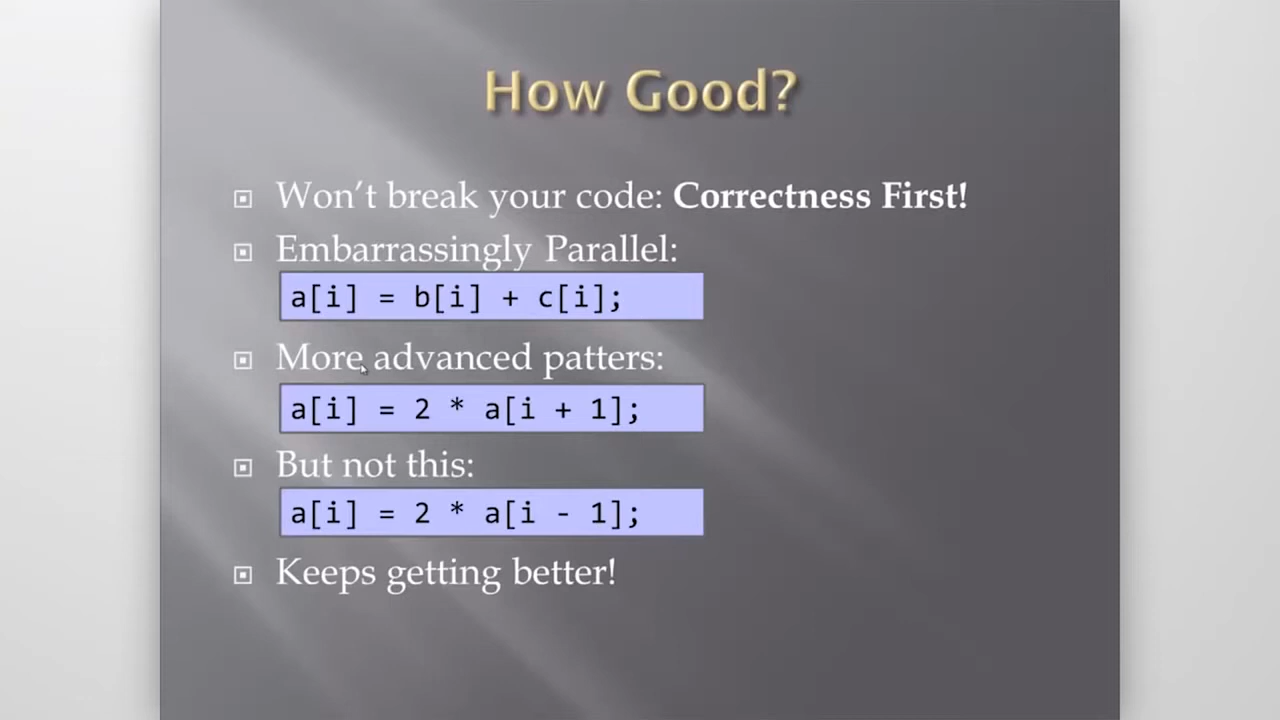 How Good?
Won't break your code: Correctness First!
Embarrassingly Parallel:
a[i] = b[i] + c[i];
More advanced patters:
a[i] = 2 * a[i + 1];
But not this:
a[i] = 2 * a[i - 1];
Keeps getting better!